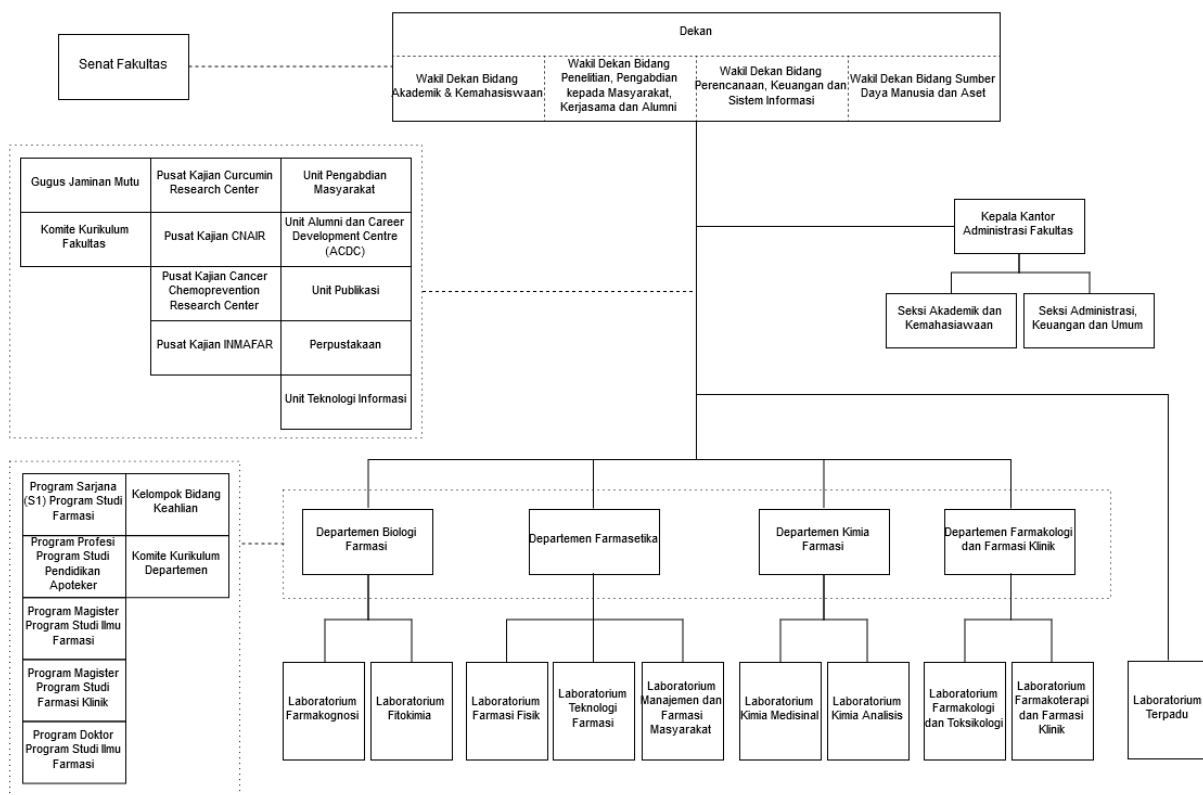 Dekan
Senat Fakultas
Wakil Dekan Bidang
Akademik & Kemahasiswaan
Wakil Dekan Bidang
Penelitian, Pengabdian
kepada Masyarakat,
Kerjasama dan Alumni
Wakil Dekan Bidang
Perencanaan, Keuangan dan
Sistem Informasi
Wakil Dekan Bidang Sumber
Daya Manusia dan Aset
Gugus Jaminan Mutu
Pusat Kajian Curcumin
Research Center
Unit Pengabdian
Masyarakat
Komite Kurikulum
Fakultas
Pusat Kajian CNAIR
Unit Alumni dan Career
Development Centre
(ACDC)
Pusat Kajian Cancer
Chemoprevention
Research Center
Unit Publikasi
Pusat Kajian INMAFAR
Perpustakaan
Unit Teknologi Informasi
Kepala Kantor
Administrasi Fakultas
Seksi Akademik dan
Kemahasiawaan
Seksi Administrasi,
Keuangan dan Umum
Program Sarjana
(S1) Program Studi
Farmasi
Kelompok Bidang
Keahlian
Program Profesi
Program Studi
Pendidikan
Apoteker
Komite Kurikulum
Departemen
Program Magister
Program Studi Ilmu
Farmasi
Program Magister
Program Studi
Farmasi Klinik
Program Doktor
Program Studi Ilmu
Farmasi
Departemen Biologi
Farmasi
Departemen Farmasetika
Departemen Kimia
Farmasi
Departemen Farmakologi
dan Farmasi Klinik
Laboratorium
Farmakognosi
Laboratorium
Fitokimia
Laboratorium
Farmasi Fisik
Laboratorium
Teknologi
Farmasi
Laboratorium
Manajemen dan
Farmasi
Masyarakat
Laboratorium
Kimia Medisinal
Laboratorium
Kimia Analisis
Laboratorium
Farmakologi
dan Toksikologi
Laboratorium
Farmakoterapi
dan Farmasi
Klinik
Laboratorium
Terpadu